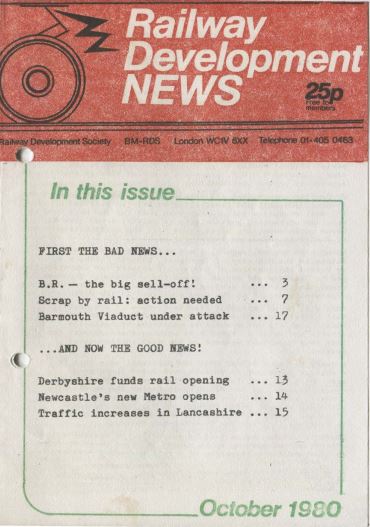 Railway
Development
NEWS
25p
Free to
members
Railway Development Society BM-RDS London WC1V 6XX Telephone 01-405 0463
In this issue
FIRST THE BAD NEWS...
B.R. — the big sell-off! ... 3
Scrap by rail: action needed ... 7
Barmouth Viaduct under attack ... 17
...AND NOW THE GOOD NEWS!
Derbyshire funds rail opening ... 13
Newcastle's new Metro opens ... 14
Traffic increases in Lancashire ... 15
October 1980